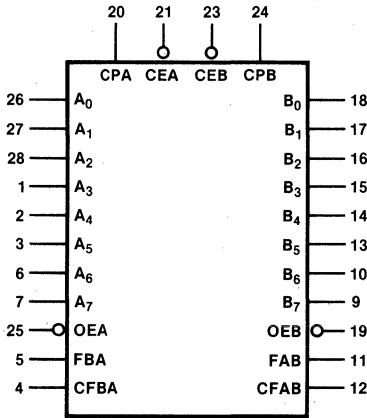 20 21 23 24
CPA CEA CEB CPB
26 A0 B0 18
27 A1 B1 17
28 A2 B2 16
1 A3 B3 15
2 A4 B4 14
3 A5 B5 13
6 A6 B6 10
7 A7 B7 9
25 OEA OEB 19
5 FBA FAB 11
4 CFBA CFAB 12